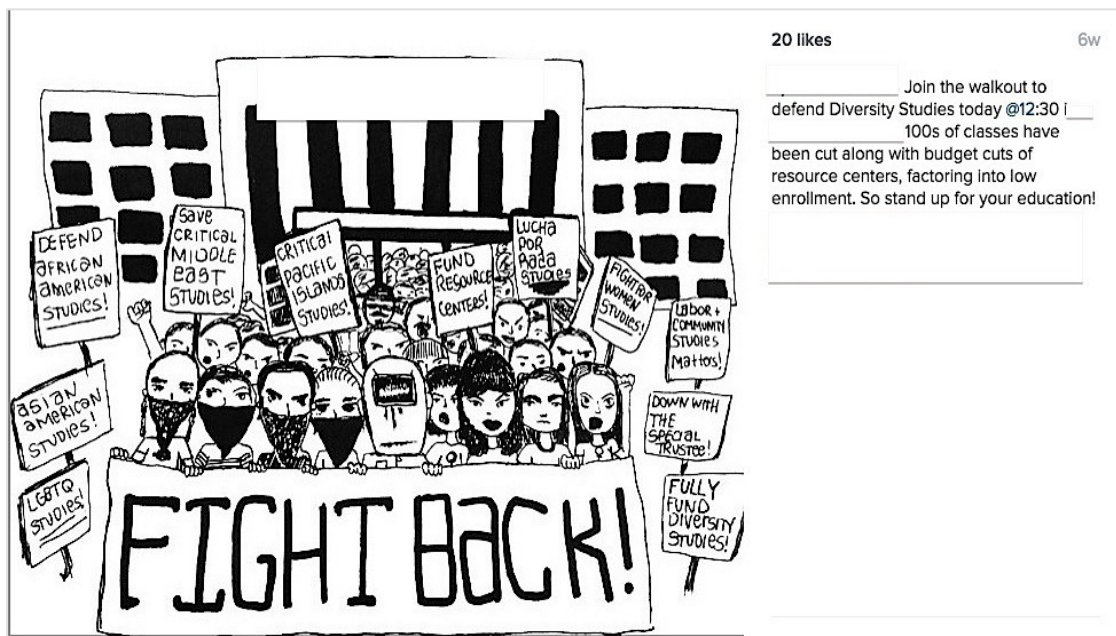 DEFEND
AFRICAN
AMERICAN
STUDIES!
Save
CRITICAL
MIDDLE
EAST
STUDIES!
CRITICAL
PACIFIC
ISLANDS
STUDIES!
FUND
RESOURCE
CENTERS!
LUCHA
POR
RAZA
STUDIES
FIGHT FOR
WOMEN
STUDIES!
LABOR +
COMMUNITY
STUDIES
Matters!
ASIAN
AMERICAN
STUDIES!
DOWN WITH
THE
SPECIAL
TRUSTEE!
LGBTQ
STUDIES!
FULLY
FUND
DIVERSITY
STUDIES!
FIGHT BACK!
20 likes
6w
Join the walkout to
defend Diversity Studies today @12:30 i
100s of classes have
been cut along with budget cuts of
resource centers, factoring into low
enrollment. So stand up for your education!